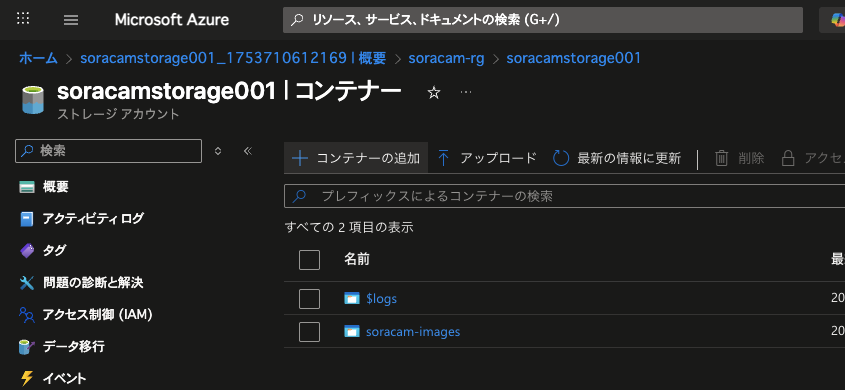 Microsoft Azure
リソース、サービス、ドキュメントの検索 (G+/)
ホーム > soracamstorage001_1753710612169 | 概要 > soracam-rg > soracamstorage001
soracamstorage001 | コンテナー
ストレージ アカウント
検索
概要
アクティビティ ログ
タグ
問題の診断と解決
アクセス制御 (IAM)
データ移行
イベント
コンテナーの追加 アップロード 最新の情報に更新 削除 アクセス
プレフィックスによるコンテナーの検索
すべての 2 項目の表示
名前 最
$logs 20
soracam-images 20